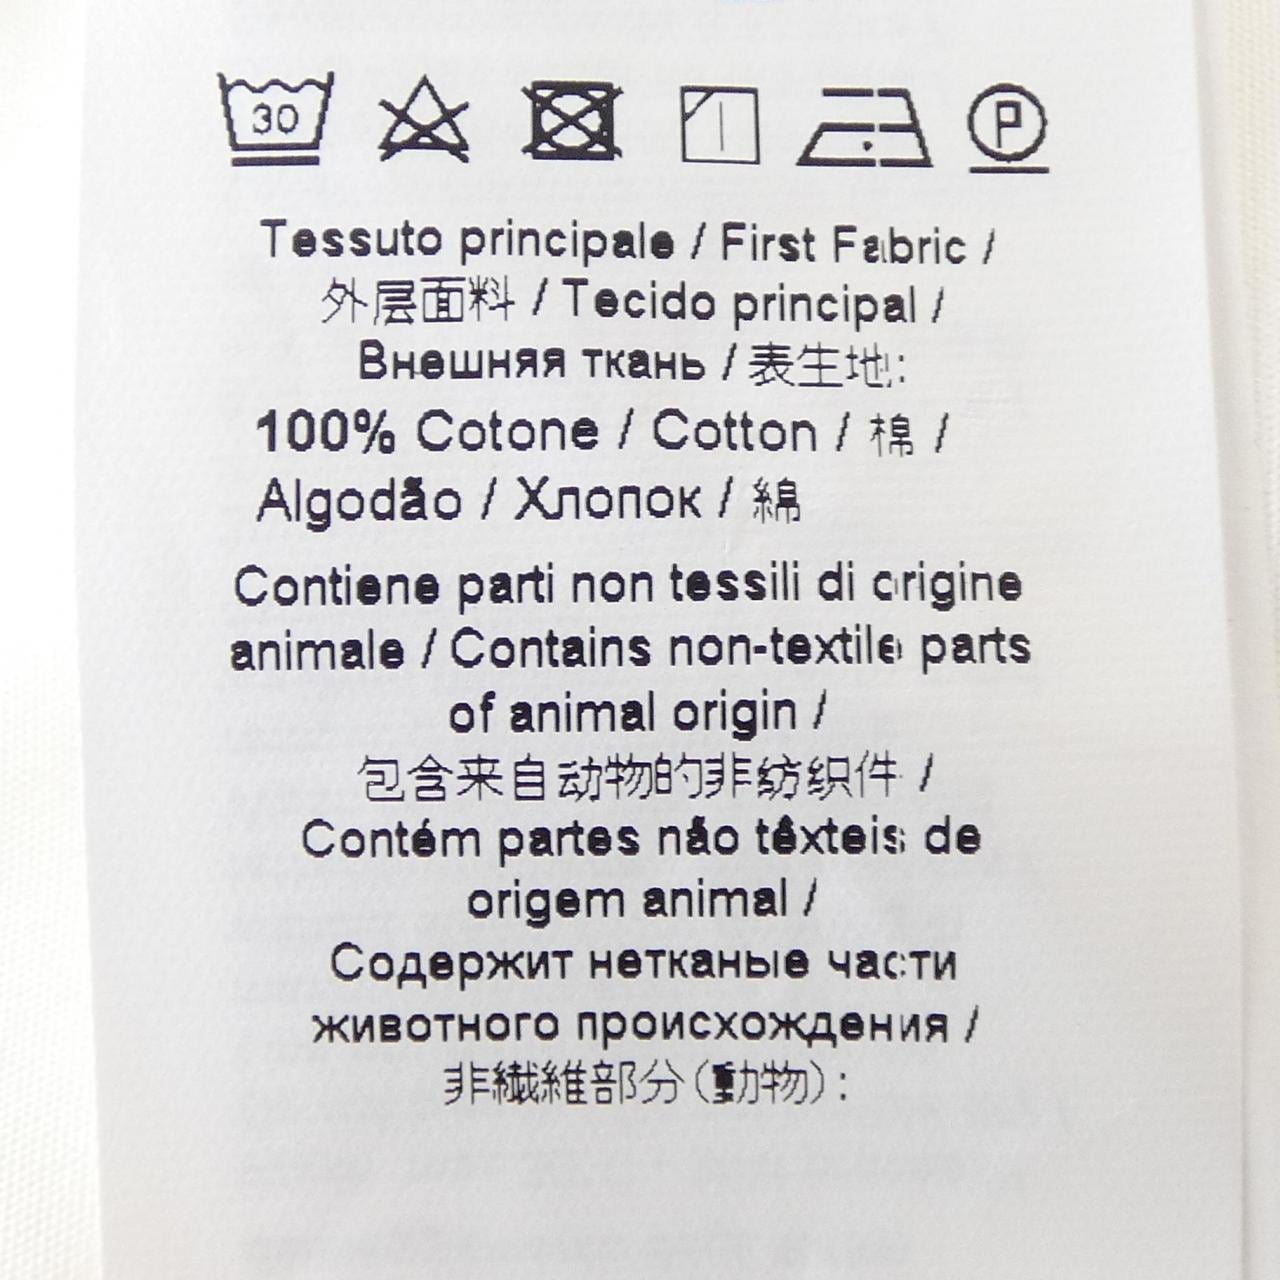 30
P
Tessuto principale / First Fabric /
外层面料 / Tecido principal /
Внешняя ткань / 表生地:
100% Cotone / Cotton / 棉 /
Algodão / Хлопок / 綿
Contiene parti non tessili di origine
animale / Contains non-textile parts
of animal origin /
包含来自动物的非纺织件 /
Contém partes não têxteis de
origem animal /
Содержит нетканые части
животного происхождения /
非繊維部分(動物):